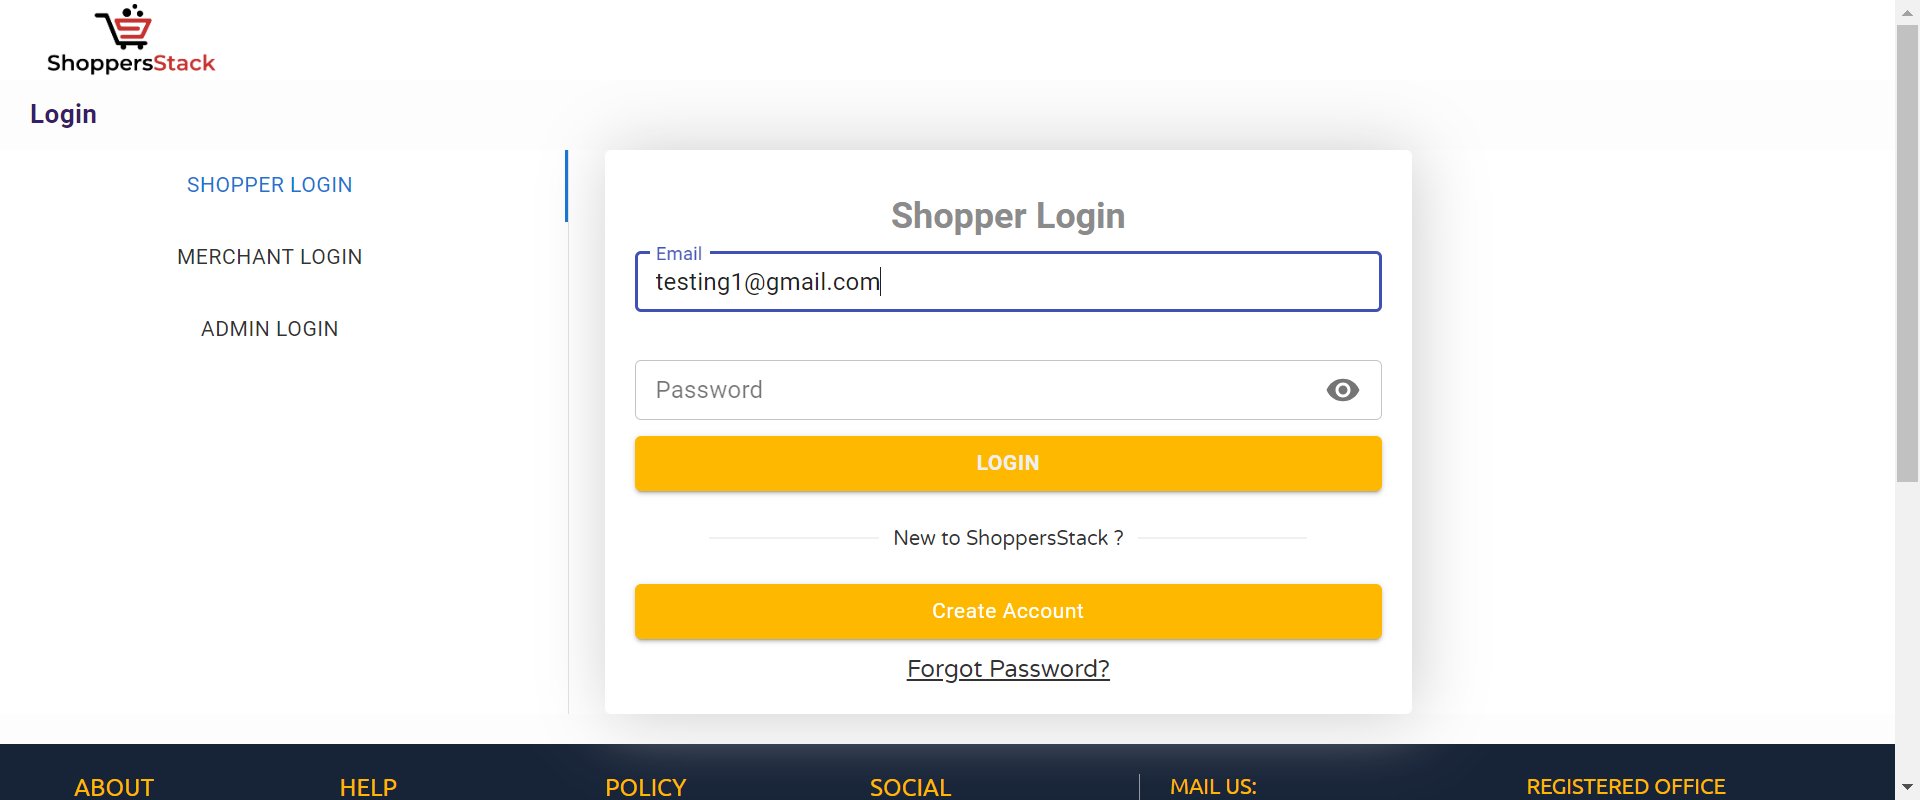 ShoppersStack
Login
SHOPPER LOGIN
MERCHANT LOGIN
ADMIN LOGIN
Shopper Login
Email
testing1@gmail.com
Password
LOGIN
New to ShoppersStack ?
Create Account
Forgot Password?
ABOUT
HELP
POLICY
SOCIAL
MAIL US:
REGISTERED OFFICE